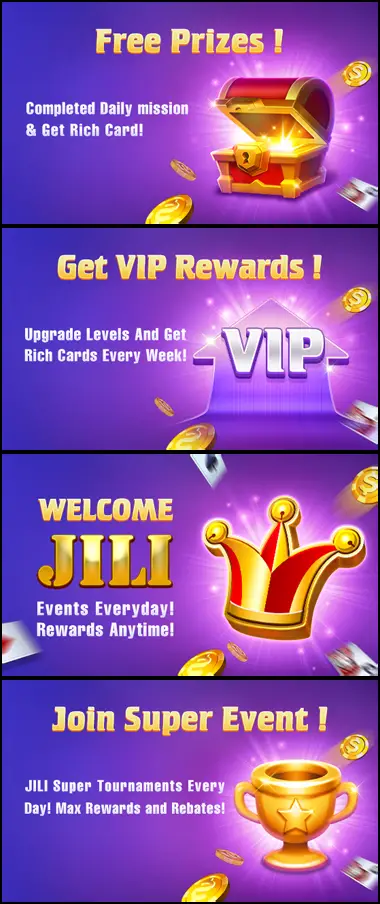 Free Prizes !
Completed Daily mission
& Get Rich Card!
Get VIP Rewards !
Upgrade Levels And Get
Rich Cards Every Week!
VIP
WELCOME
JILI
Events Everyday!
Rewards Anytime!
Join Super Event !
JILI Super Tournaments Every
Day! Max Rewards and Rebates!